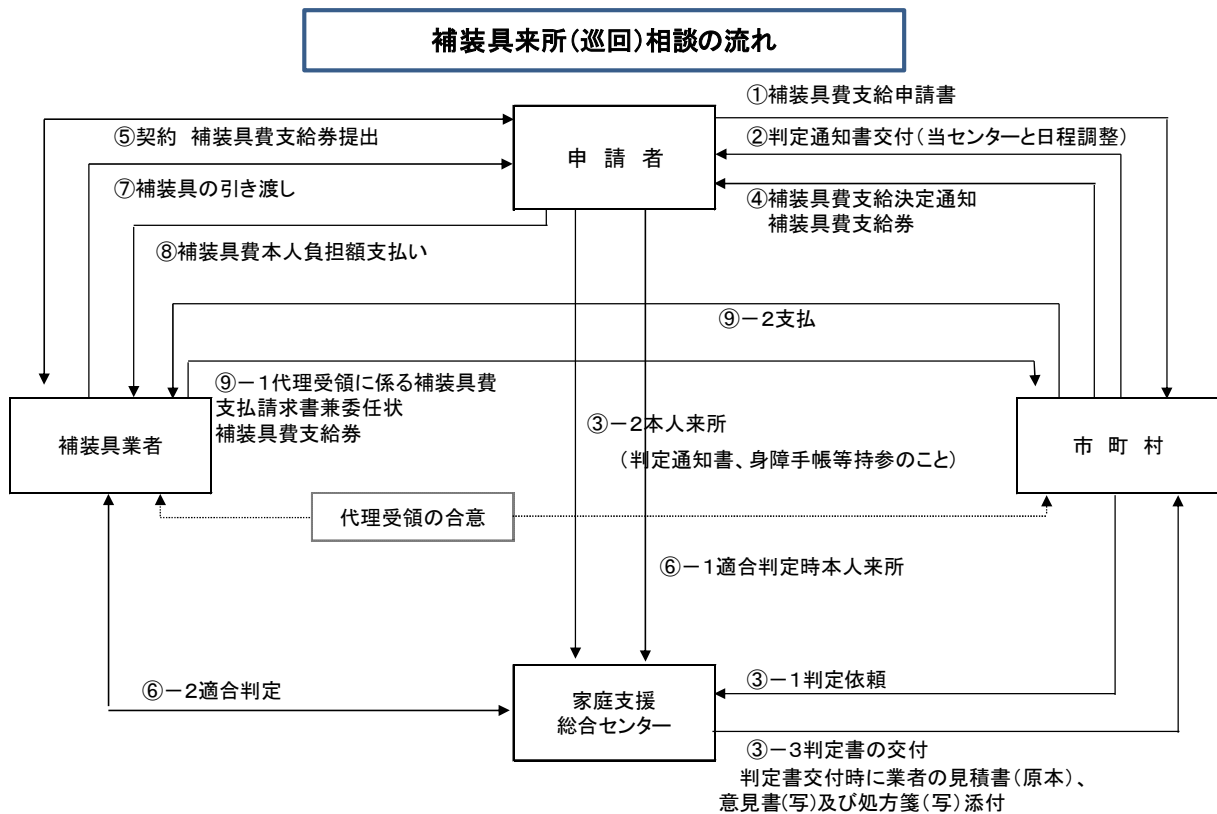 補装具来所（巡回）相談の流れ
①補装具費支給申請書
⑤契約　補装具費支給券提出
申　請　者
②判定通知書交付（当センターと日程調整）
⑦補装具の引き渡し
④補装具費支給決定通知
補装具費支給券
⑧補装具費本人負担額支払い
⑨－２支払
⑨－１代理受領に係る補装具費
支払請求書兼委任状
補装具費支給券
補装具業者
③－２本人来所
（判定通知書、身障手帳等持参のこと）
市　町　村
代理受領の合意
⑥－１適合判定時本人来所
⑥－２適合判定
家庭支援
総合センター
③－１判定依頼
③－３判定書の交付
判定書交付時に業者の見積書（原本）、
意見書（写）及び処方箋（写）添付